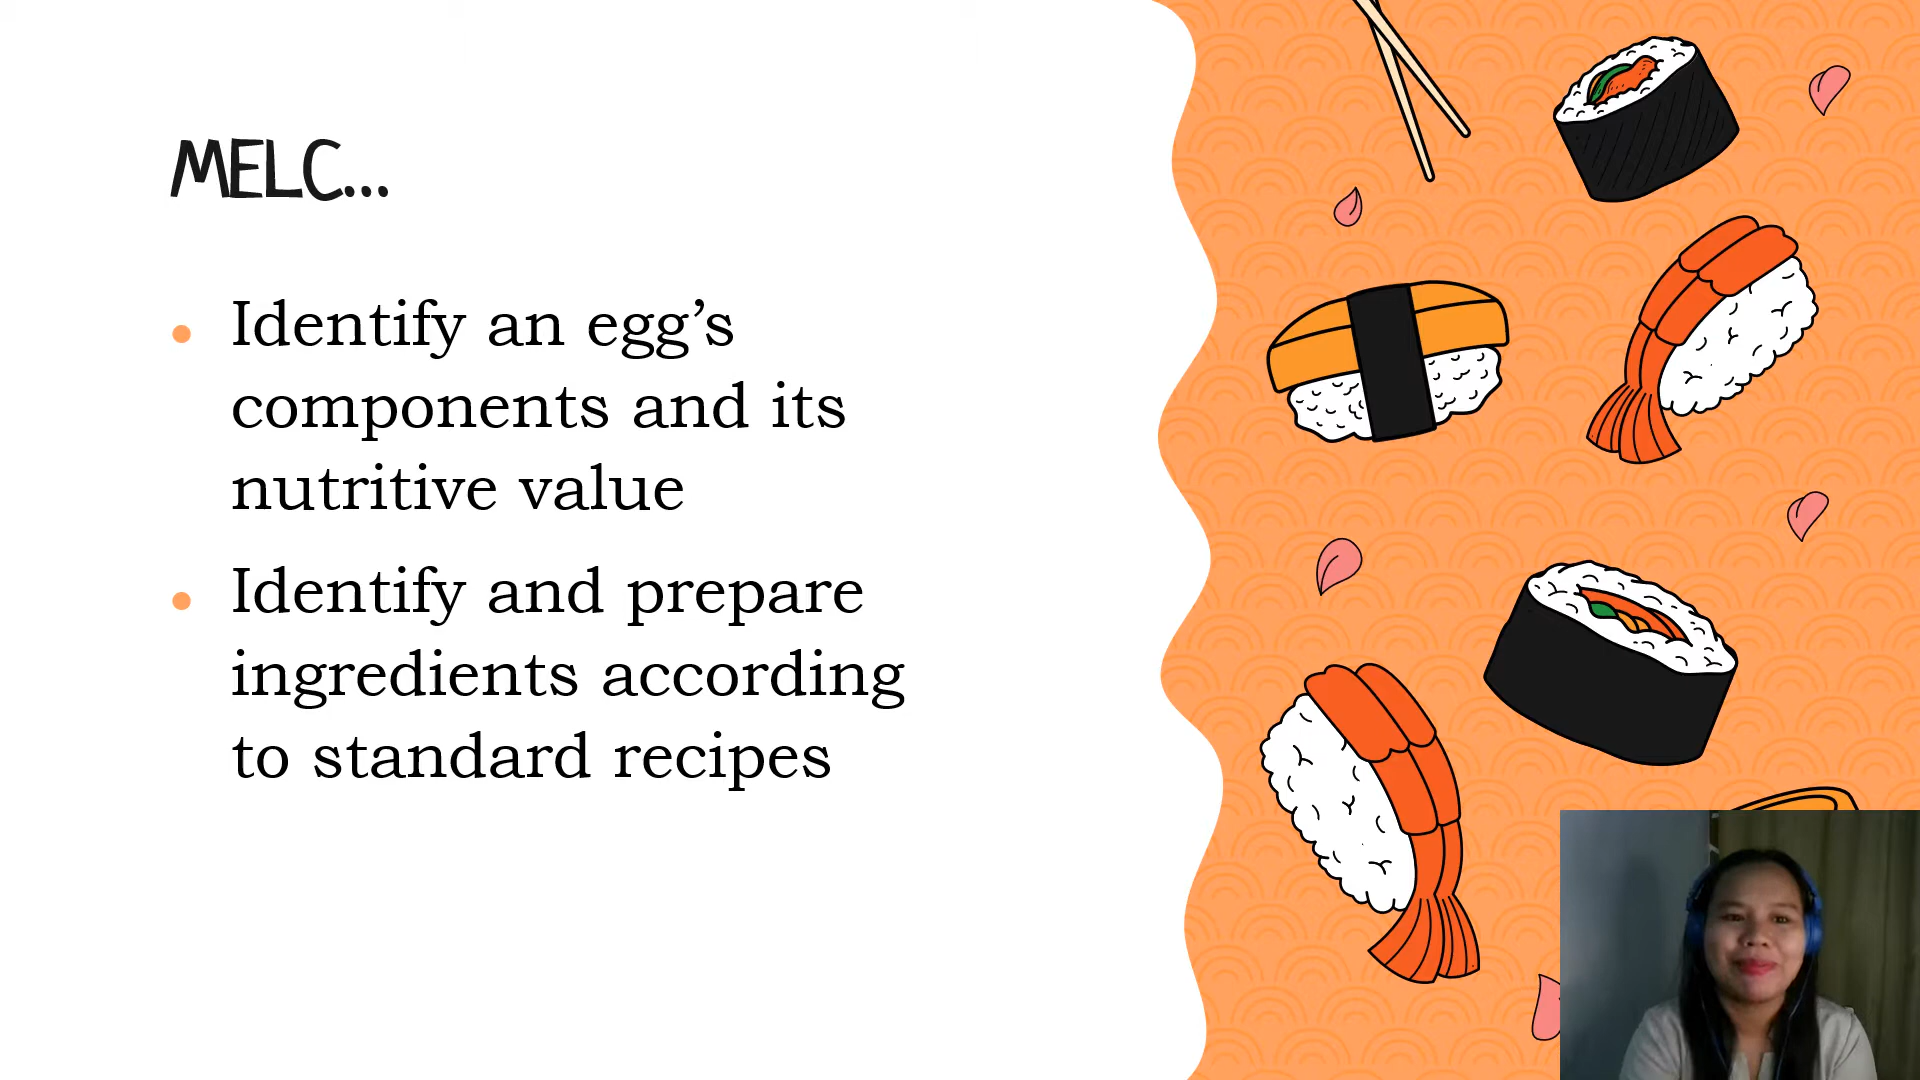 MELC...
Identify an egg’s
components and its
nutritive value
Identify and prepare
ingredients according
to standard recipes